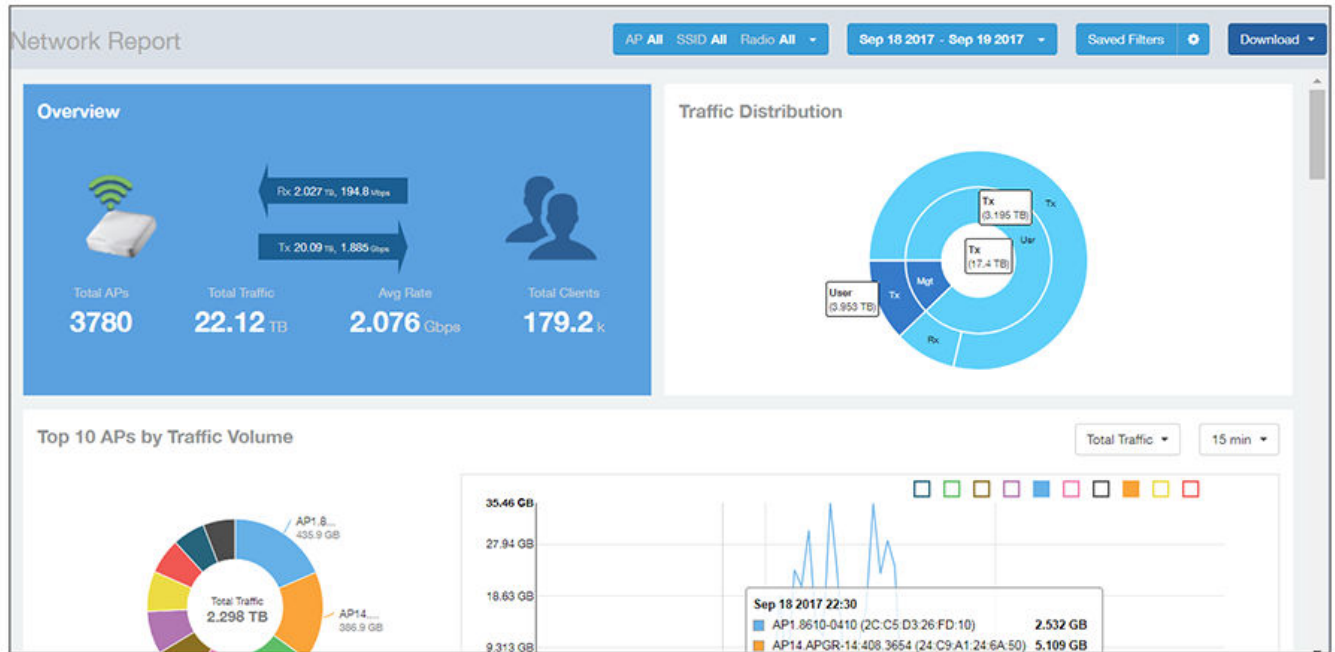 Network Report
AP All SSID All Radio All
Sep 18 2017 - Sep 19 2017
Saved Filters
Download
Overview
Rx 2.027 TB, 194.8 Mbps
Tx 20.09 TB, 1.885 Gbps
Total APs
3780
Total Traffic
22.12 TB
Avg Rate
2.076 Gbps
Total Clients
179.2 k
Traffic Distribution
Tx
(3.195 TB)
Tx
Usr
Tx
(17.4 TB)
User
(3.953 TB)
Tx
Mgt
Rx
Top 10 APs by Traffic Volume
Total Traffic
15 min
AP1.8...
435.9 GB
Total Traffic
2.298 TB
AP14....
386.9 GB
35.46 GB
27.94 GB
18.63 GB
9.313 GB
Sep 18 2017 22:30
AP1.8610-0410 (2C:C5:D3:26:FD:10) 2.532 GB
AP14.APGR-14:408.3654 (24:C9:A1:24:6A:50) 5.109 GB